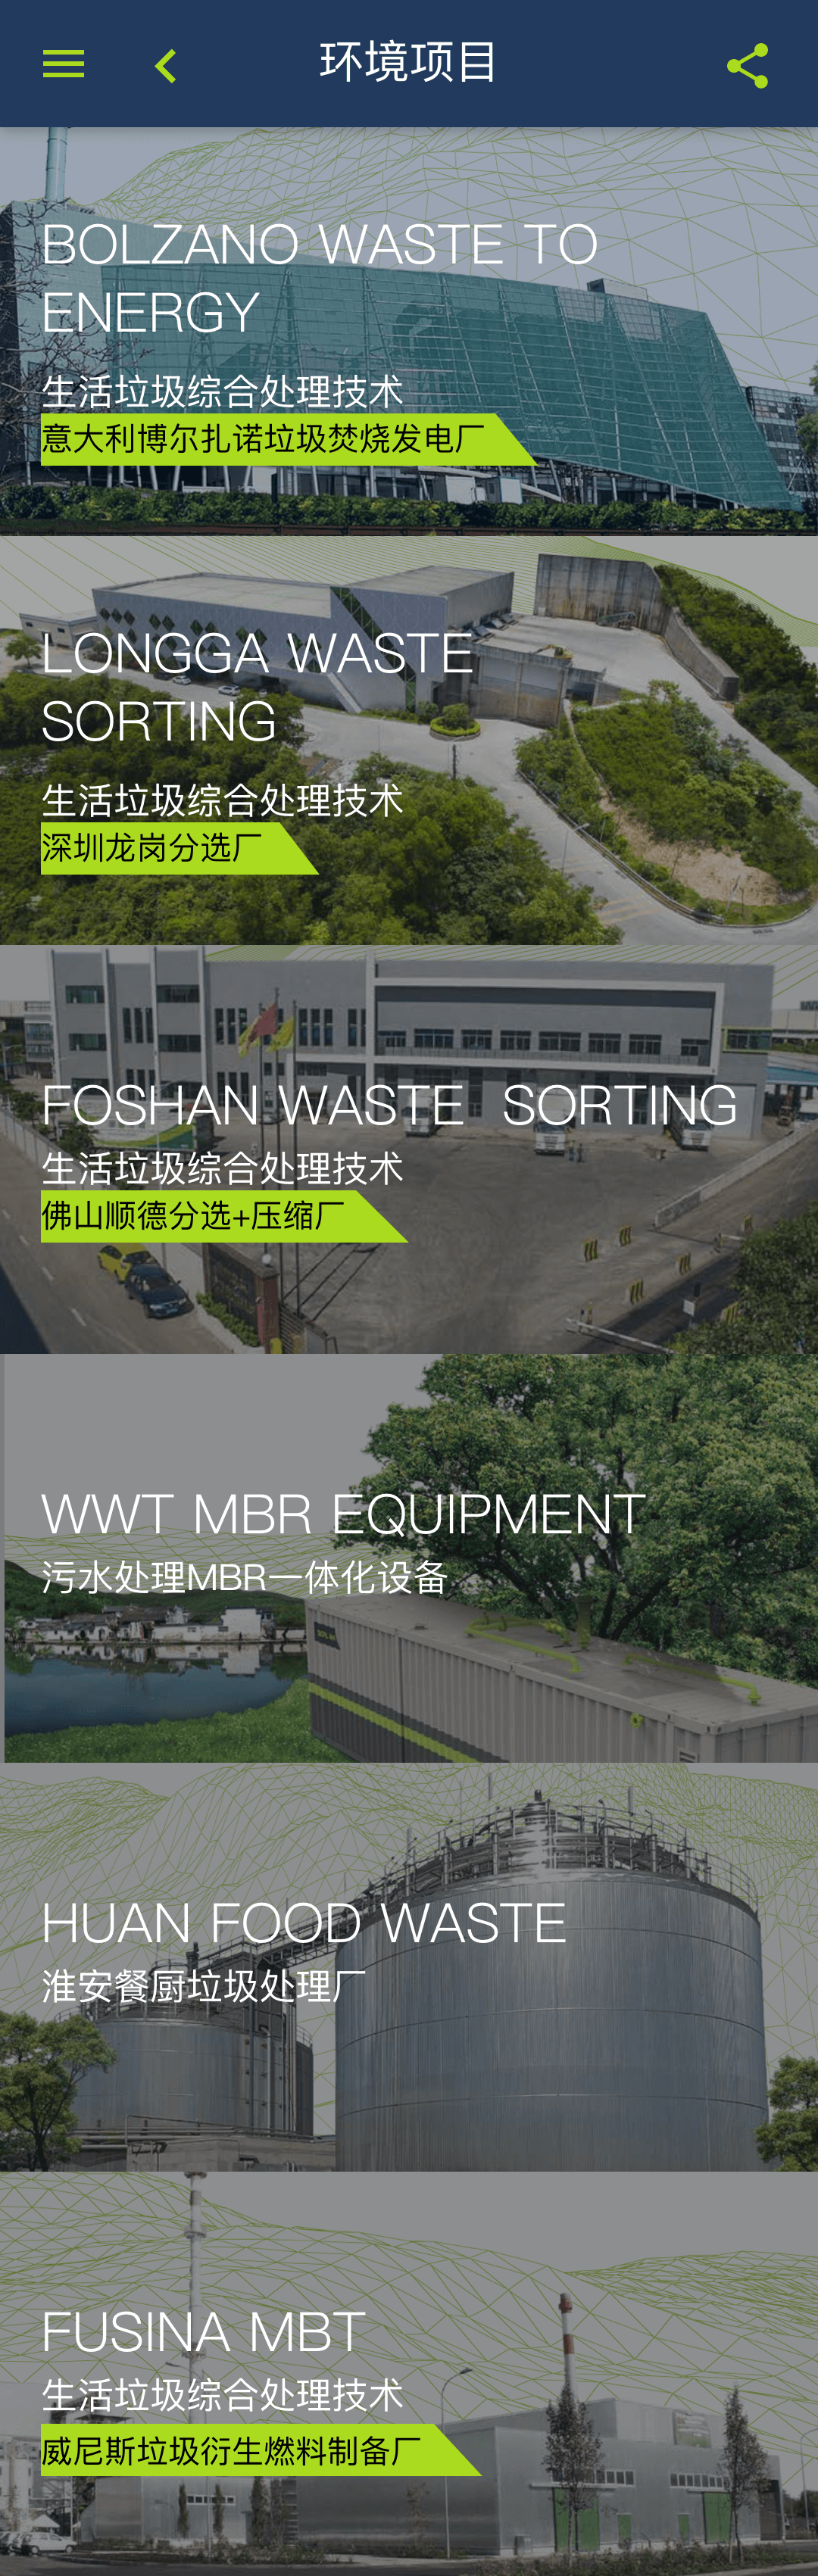 环境项目
BOLZANO WASTE TO
ENERGY
生活垃圾综合处理技术
意大利博尔扎诺垃圾焚烧发电厂
LONGGA WASTE
SORTING
生活垃圾综合处理技术
深圳龙岗分选厂
FOSHAN WASTE  SORTING
生活垃圾综合处理技术
佛山顺德分选+压缩厂
WWT MBR EQUIPMENT
污水处理MBR一体化设备
HUAN FOOD WASTE
淮安餐厨垃圾处理厂
FUSINA MBT
生活垃圾综合处理技术
威尼斯垃圾衍生燃料制备厂